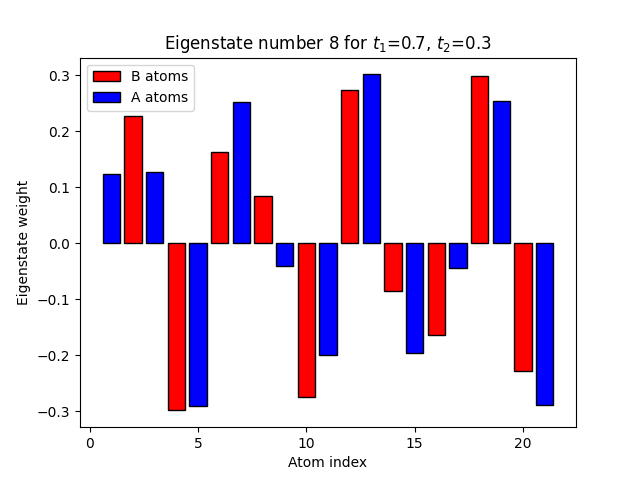 Eigenstate number 8 for t₁=0.7, t₂=0.3
B atoms
A atoms
Eigenstate weight
0.3
0.2
0.1
0.0
−0.1
−0.2
−0.3
0
5
10
15
20
Atom index